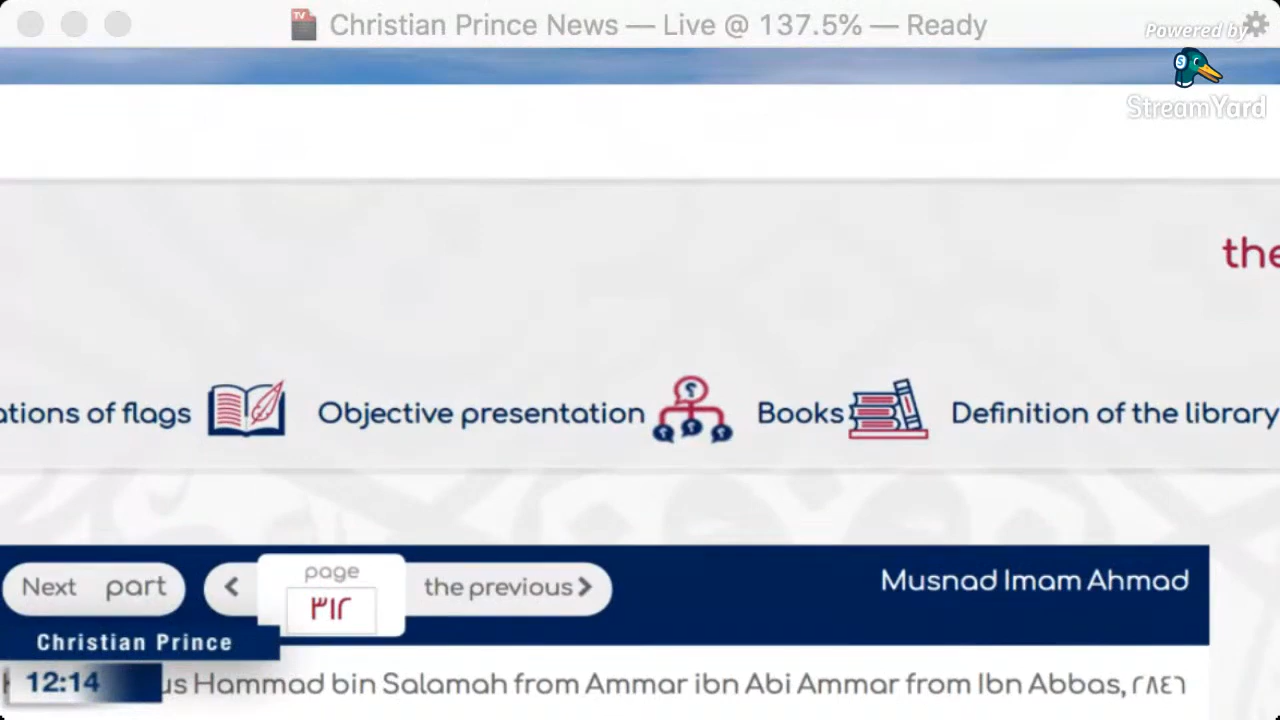 Christian Prince News — Live @ 137.5% — Ready
Powered by
StreamYard
the
ations of flags
Objective presentation
Books
Definition of the library
Next part
page
٣١٢
the previous
Musnad Imam Ahmad
Christian Prince
12:14
us Hammad bin Salamah from Ammar ibn Abi Ammar from Ibn Abbas, ٢٨٤٦